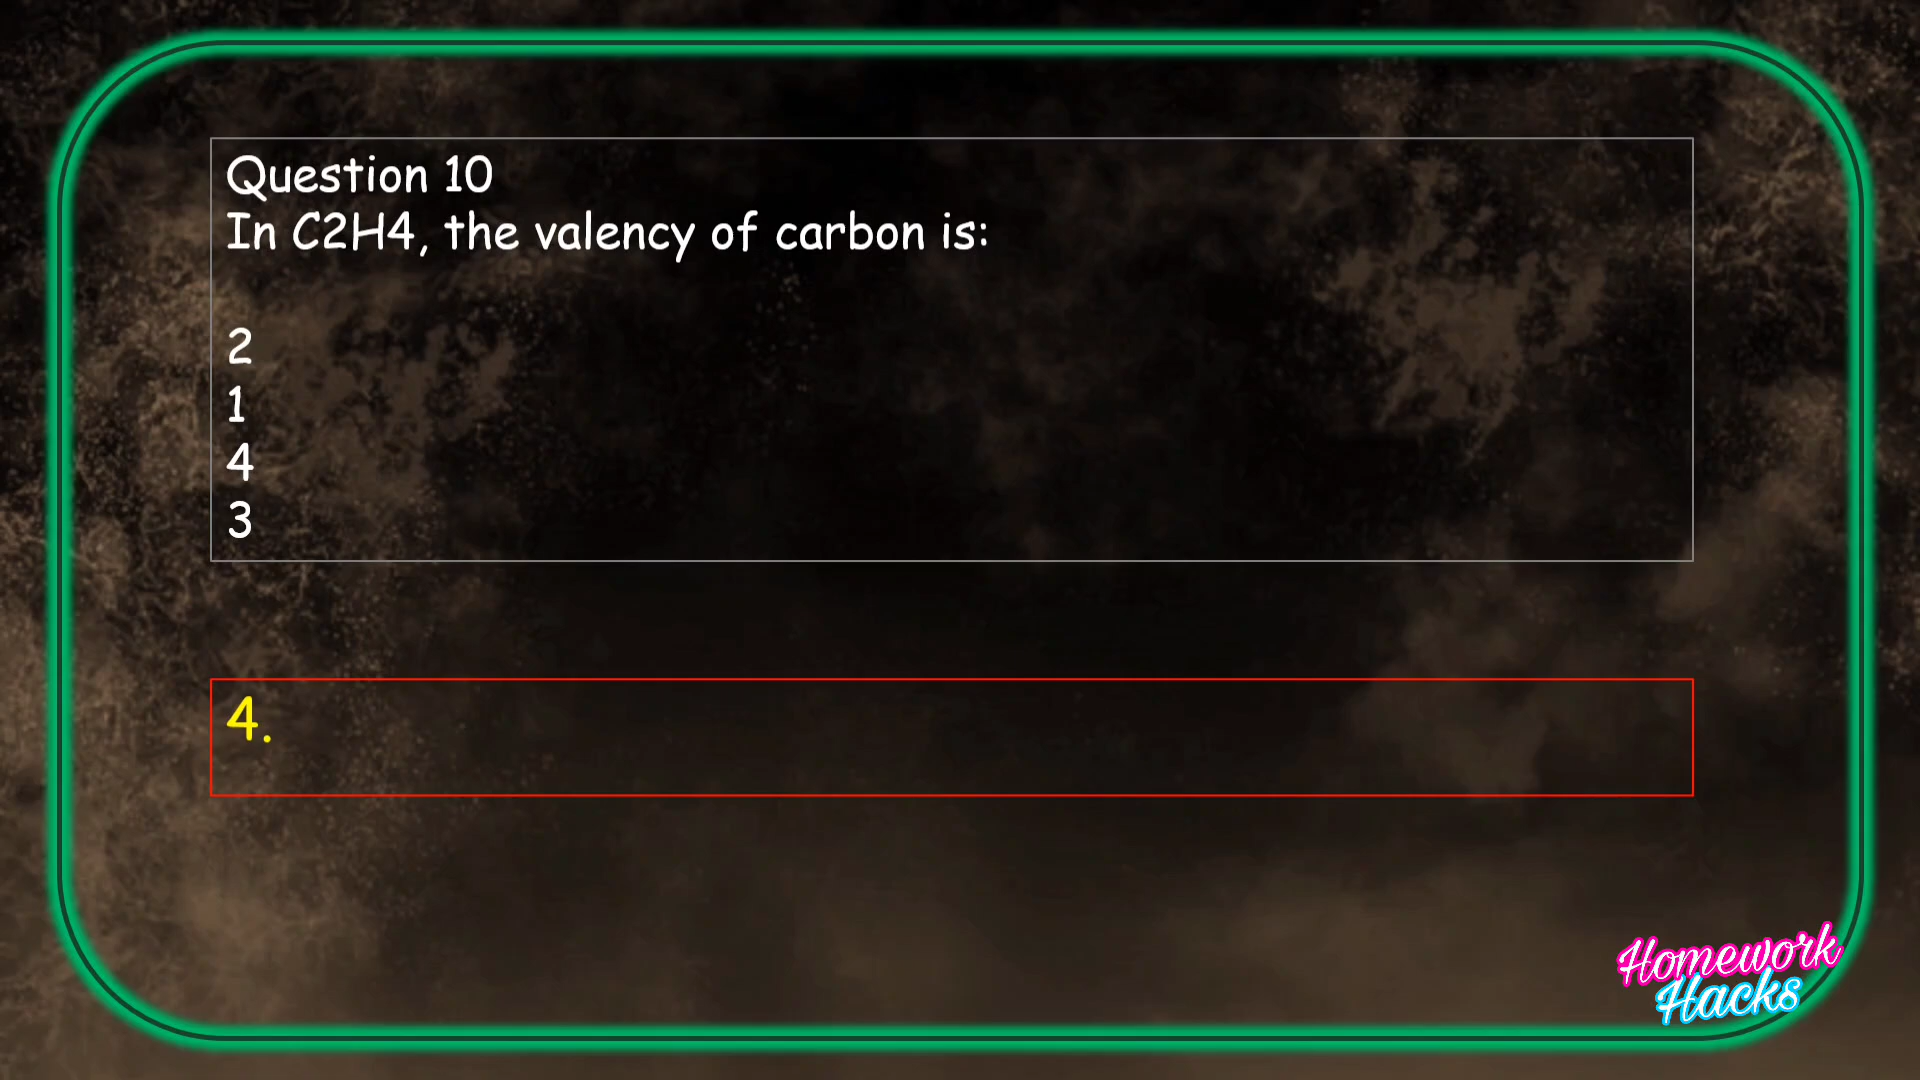 Question 10
In C2H4, the valency of carbon is:
2
1
4
3
4.
Homework
Hacks